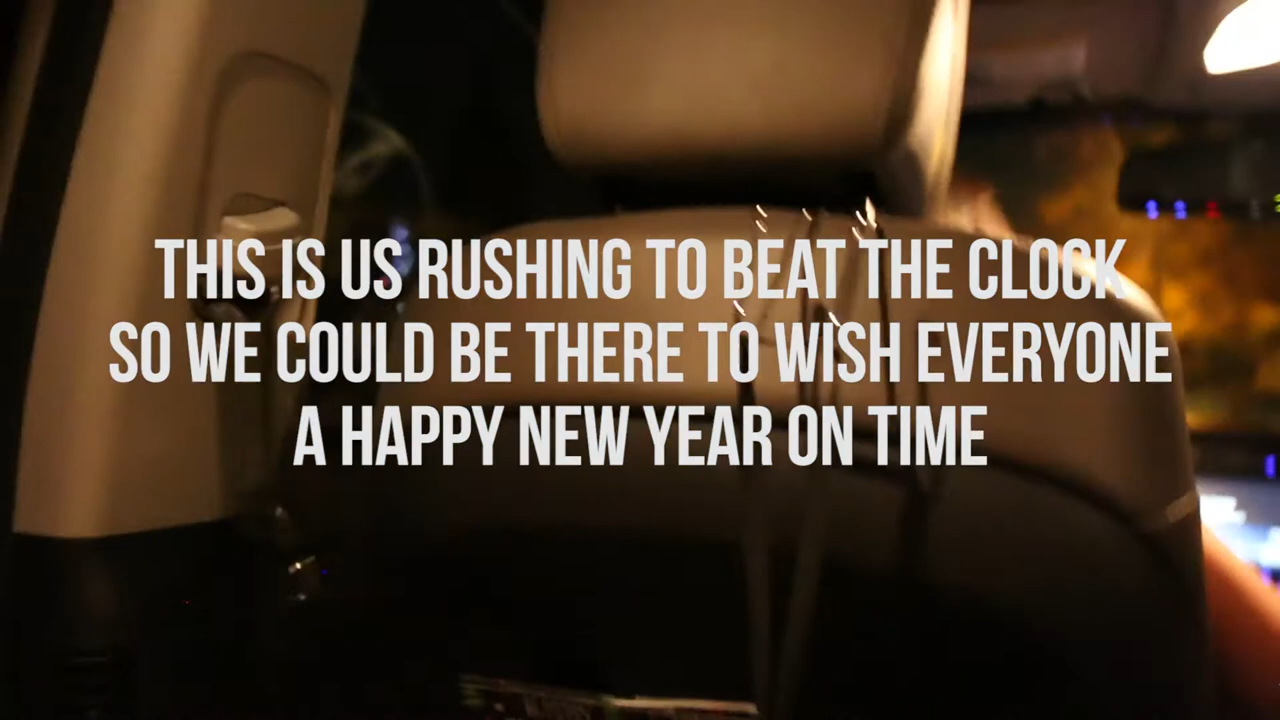 THIS IS US RUSHING TO BEAT THE CLOCK
SO WE COULD BE THERE TO WISH EVERYONE
A HAPPY NEW YEAR ON TIME